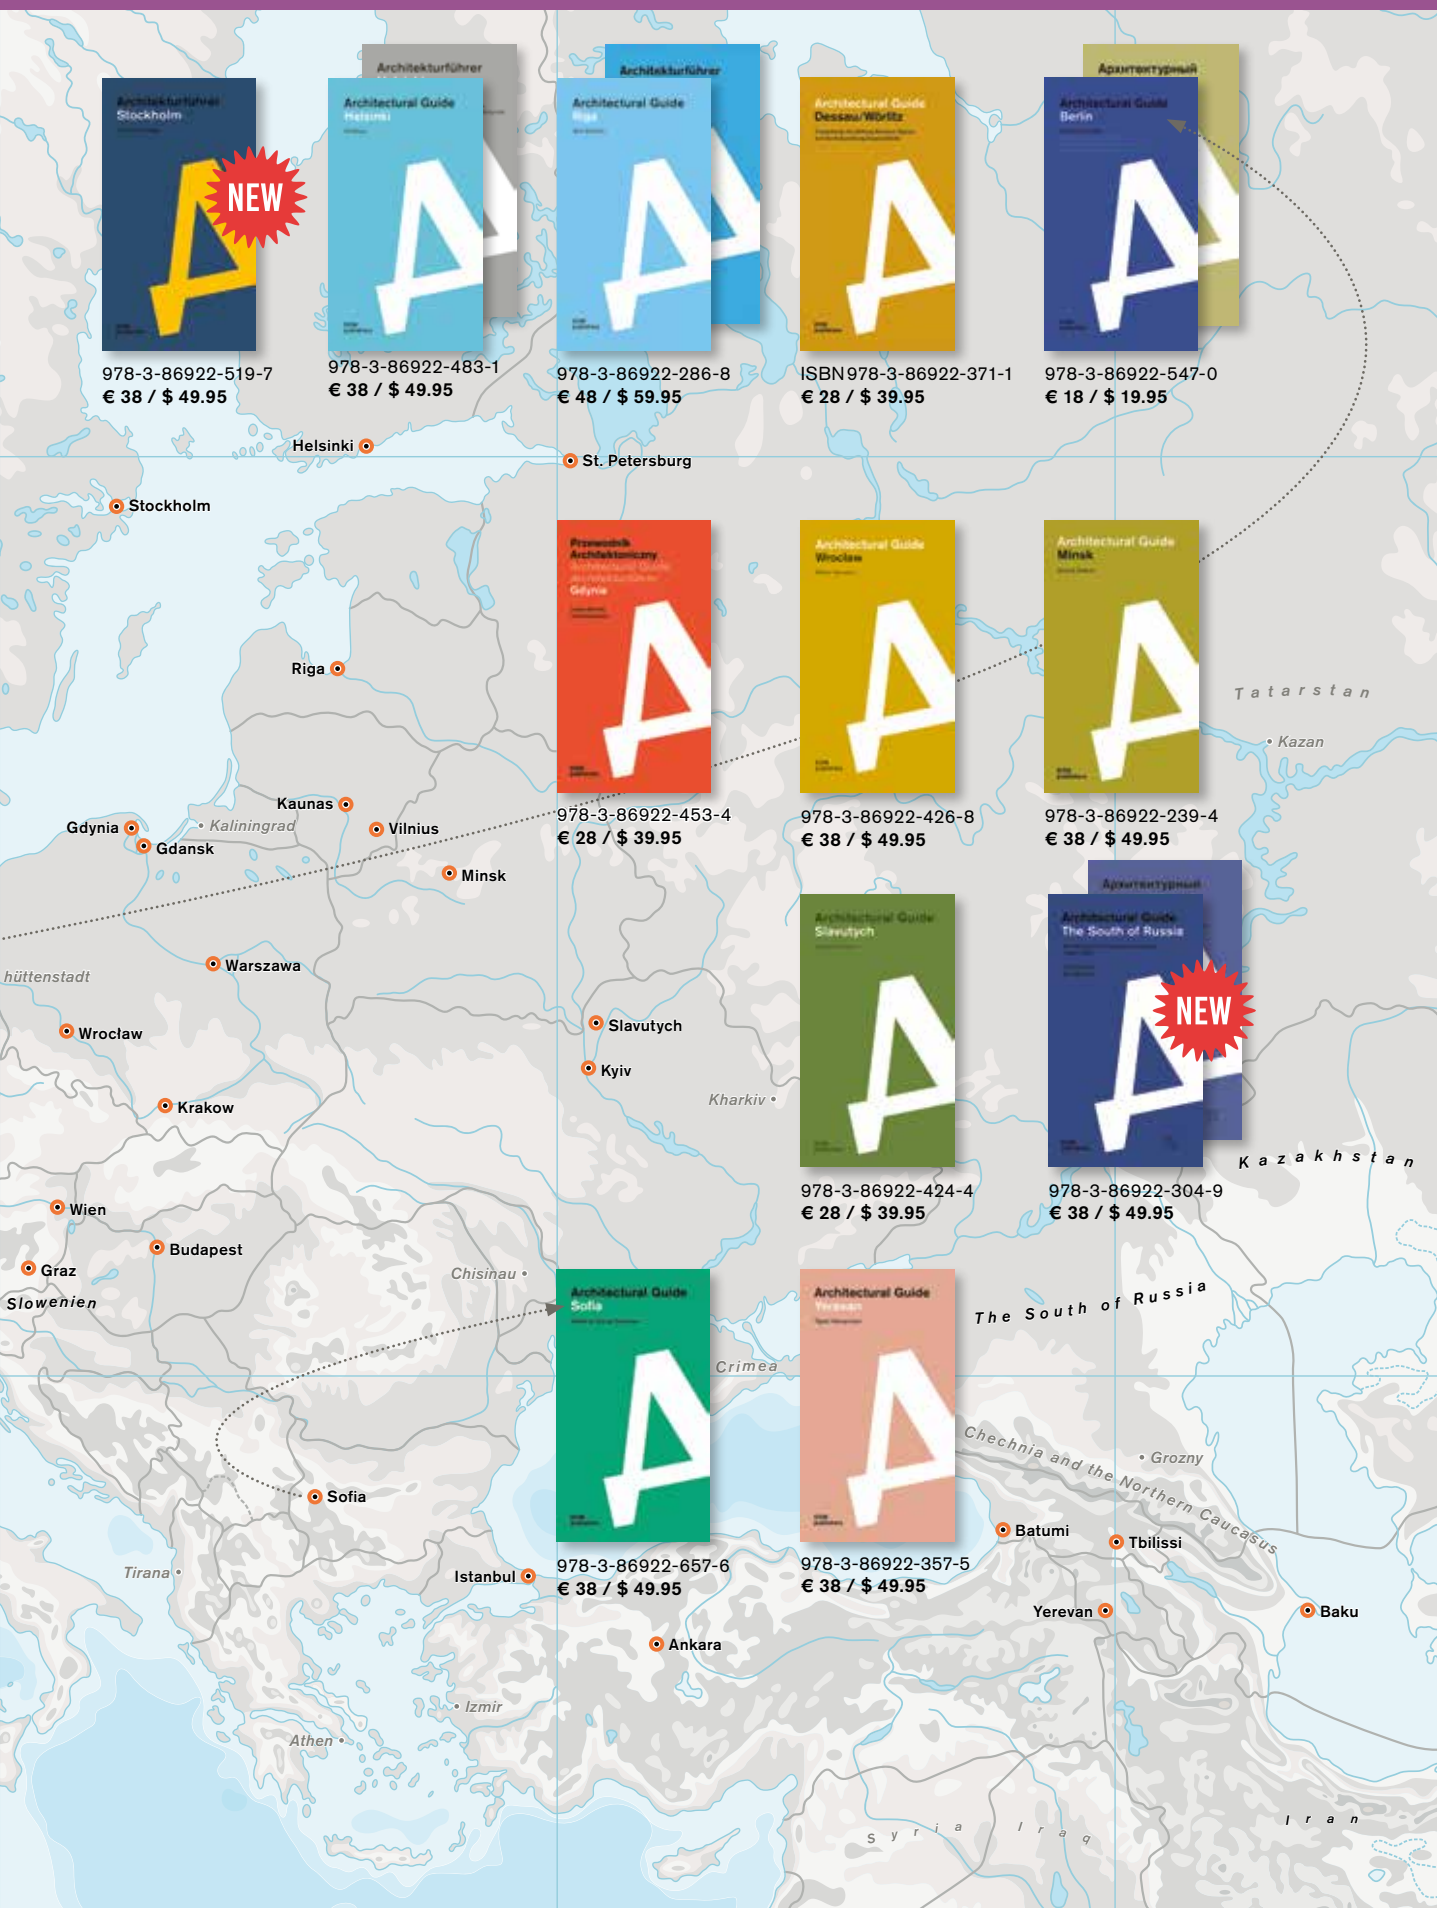 Architekturführer
Stockholm
NEW
978-3-86922-519-7
€ 38 / $ 49.95
Architekturführer
Architectural Guide
Helsinki
978-3-86922-483-1
€ 38 / $ 49.95
Architekturführer
Architectural Guide
Riga
978-3-86922-286-8
€ 48 / $ 59.95
Architectural Guide
Dessau/Wörlitz
ISBN 978-3-86922-371-1
€ 28 / $ 39.95
Архитектурный
Architectural Guide
Berlin
978-3-86922-547-0
€ 18 / $ 19.95
Helsinki
St. Petersburg
Stockholm
Przewodnik
Architektoniczny
Architectural Guide
Architekturführer
Gdynia
978-3-86922-453-4
€ 28 / $ 39.95
Architectural Guide
Wrocław
978-3-86922-426-8
€ 38 / $ 49.95
Architectural Guide
Minsk
978-3-86922-239-4
€ 38 / $ 49.95
Riga
Tatarstan
Kazan
Kaunas
Gdynia
Kaliningrad
Vilnius
Gdansk
Minsk
Architectural Guide
Slavutych
978-3-86922-424-4
€ 28 / $ 39.95
Архитектурный
Architectural Guide
The South of Russia
NEW
978-3-86922-304-9
€ 38 / $ 49.95
Warszawa
hüttenstadt
Wrocław
Slavutych
Kyiv
Kharkiv
Krakow
Kazakhstan
Wien
Budapest
Graz
Chisinau
Slowenien
The South of Russia
Architectural Guide
Sofia
978-3-86922-657-6
€ 38 / $ 49.95
Architectural Guide
Yerewan
978-3-86922-357-5
€ 38 / $ 49.95
Crimea
Chechnia and the Northern Caucasus
Grozny
Sofia
Batumi
Tbilissi
Tirana
Istanbul
Yerevan
Baku
Ankara
Izmir
Athen
Syria
Iraq
Iran